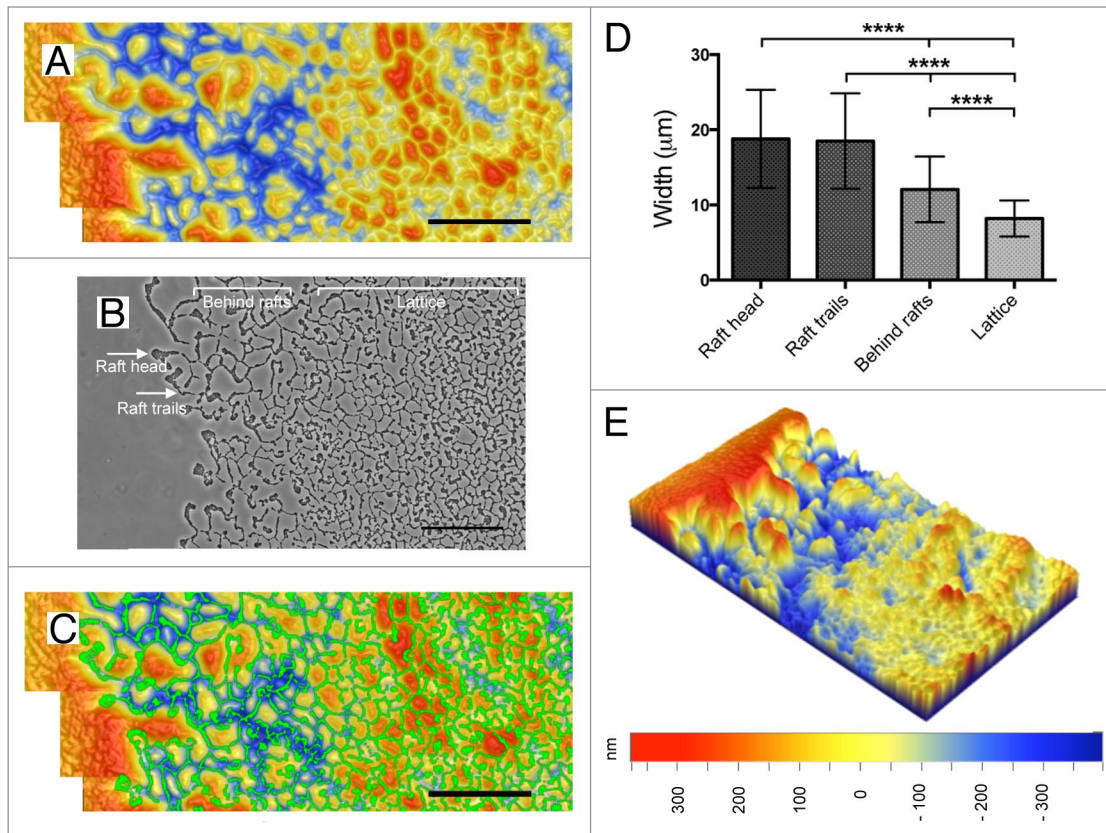 A
B
Behind rafts
Lattice
Raft head
Raft trails
C
D
****
****
****
30
20
10
0
Width (μm)
Raft head
Raft trails
Behind rafts
Lattice
E
nm
300
200
100
0
- 100
- 200
- 300